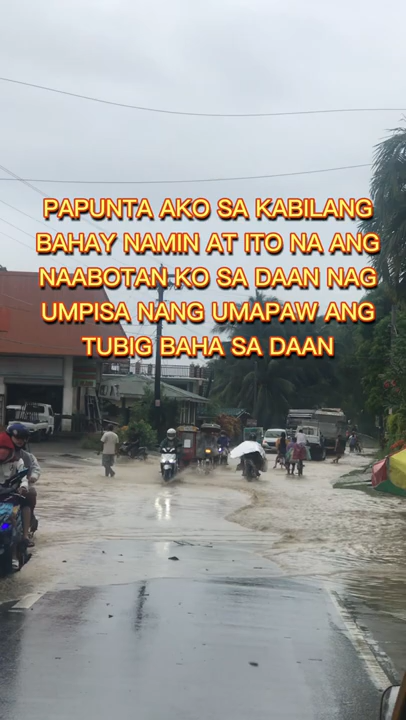 PAPUNTA AKO SA KABILANG
BAHAY NAMIN AT ITO NA ANG
NAABOTAN KO SA DAAN NAG
UMPISA NANG UMAPAW ANG
TUBIG BAHA SA DAAN